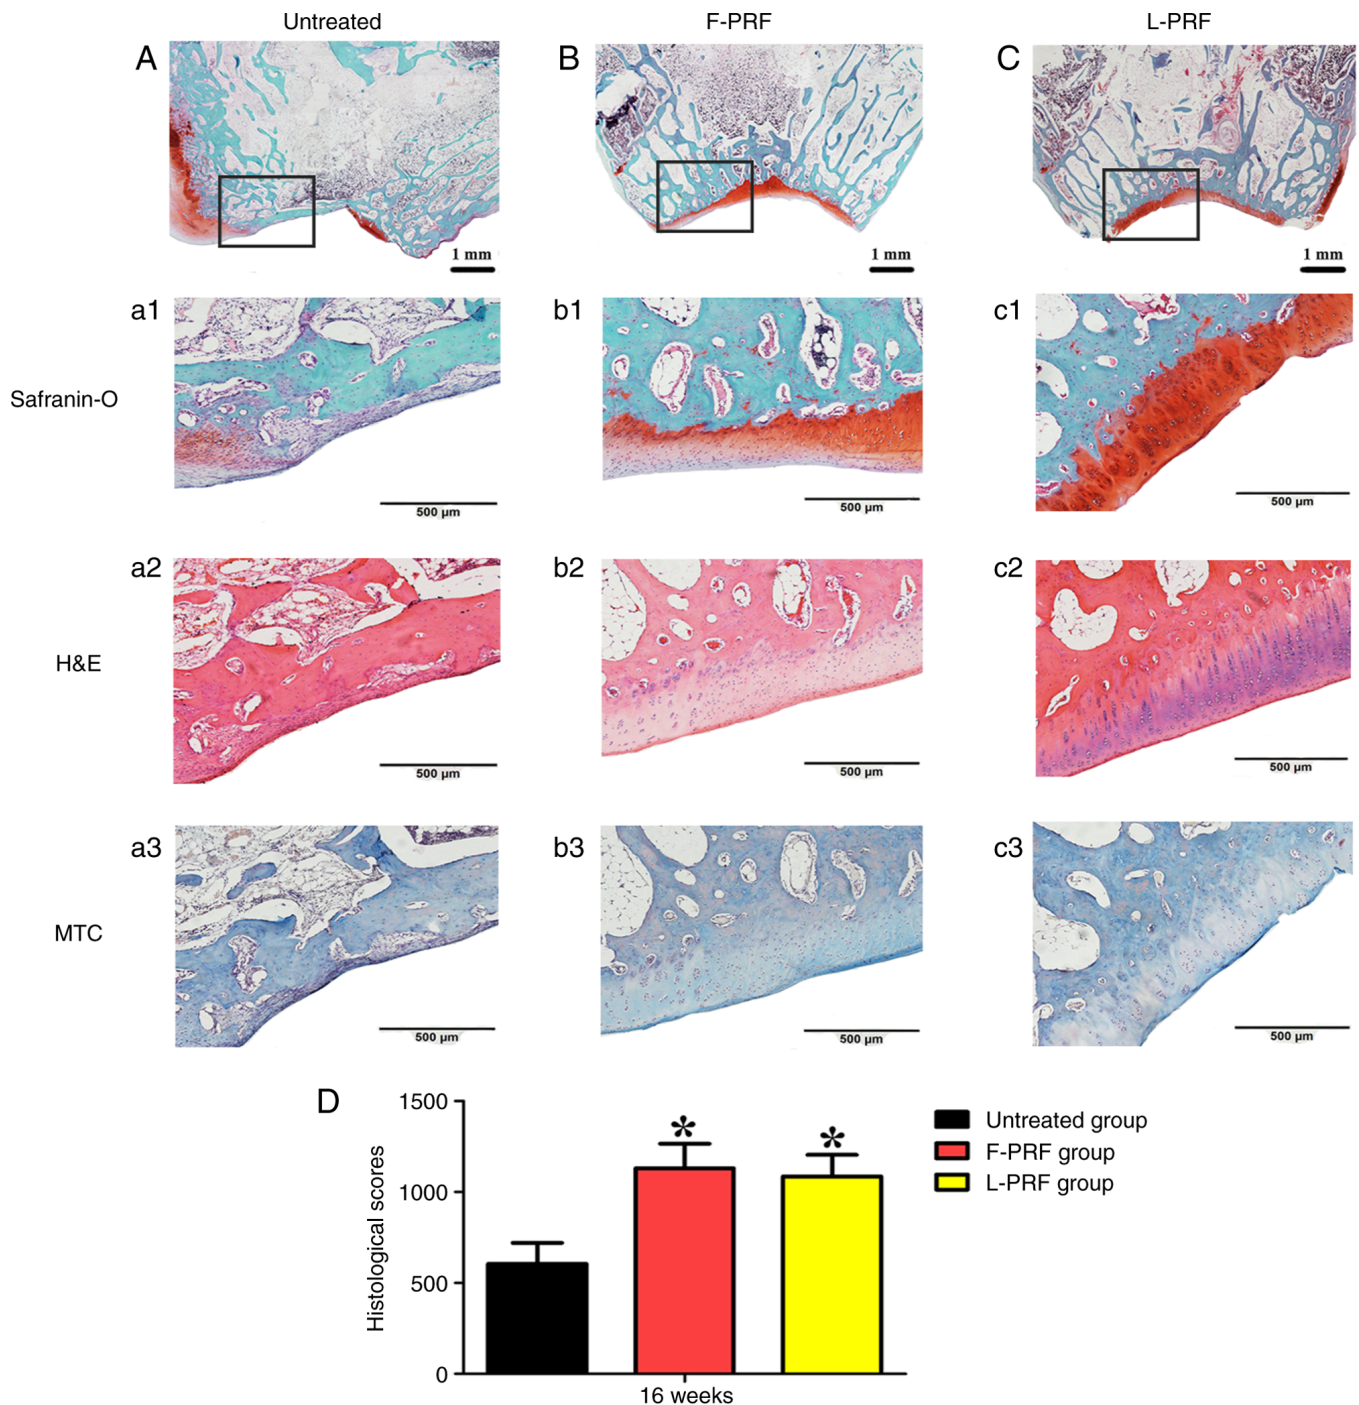 Untreated F-PRF L-PRF
A B C
1 mm 1 mm 1 mm
a1 b1 c1
Safranin-O
500 µm 500 µm 500 µm
a2 b2 c2
H&E
500 µm 500 µm 500 µm
a3 b3 c3
MTC
500 µm 500 µm 500 µm
D
Histological scores
1500
1000
500
0
* *
16 weeks
Untreated group
F-PRF group
L-PRF group